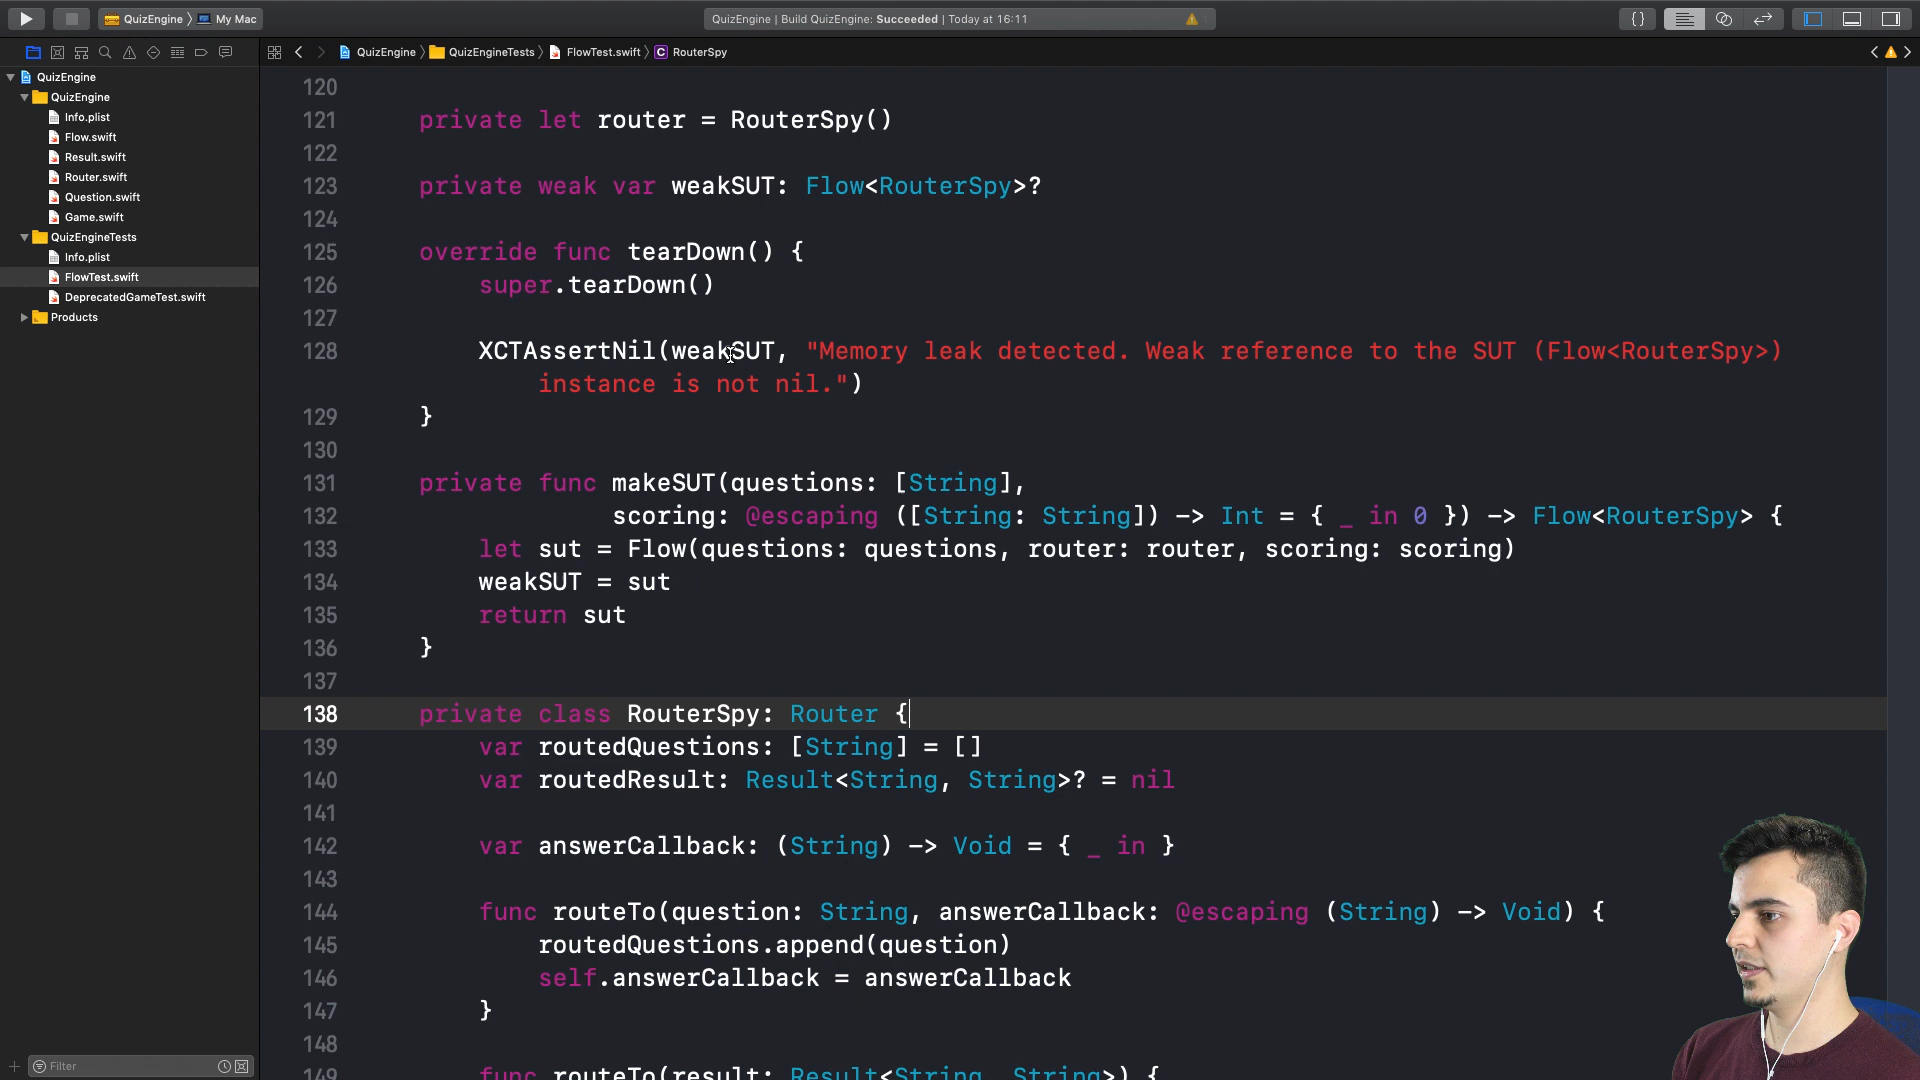 QuizEngine 〉 My Mac
QuizEngine | Build QuizEngine: Succeeded | Today at 16:11
{}
QuizEngine 〉 QuizEngineTests 〉 FlowTest.swift 〉 C RouterSpy
QuizEngine
QuizEngine
Info.plist
Flow.swift
Result.swift
Router.swift
Question.swift
Game.swift
QuizEngineTests
Info.plist
FlowTest.swift
DeprecatedGameTest.swift
Products
Filter
120
121 private let router = RouterSpy()
122
123 private weak var weakSUT: Flow<RouterSpy>?
124
125 override func tearDown() {
126 super.tearDown()
127
128 XCTAssertNil(weakSUT, "Memory leak detected. Weak reference to the SUT (Flow<RouterSpy>)
instance is not nil.")
129 }
130
131 private func makeSUT(questions: [String],
132 scoring: @escaping ([String: String]) -> Int = { _ in 0 }) -> Flow<RouterSpy> {
133 let sut = Flow(questions: questions, router: router, scoring: scoring)
134 weakSUT = sut
135 return sut
136 }
137
138 private class RouterSpy: Router {
139 var routedQuestions: [String] = []
140 var routedResult: Result<String, String>? = nil
141
142 var answerCallback: (String) -> Void = { _ in }
143
144 func routeTo(question: String, answerCallback: @escaping (String) -> Void) {
145 routedQuestions.append(question)
146 self.answerCallback = answerCallback
147 }
148
149 func routeTo(result: Result<String, String>) {